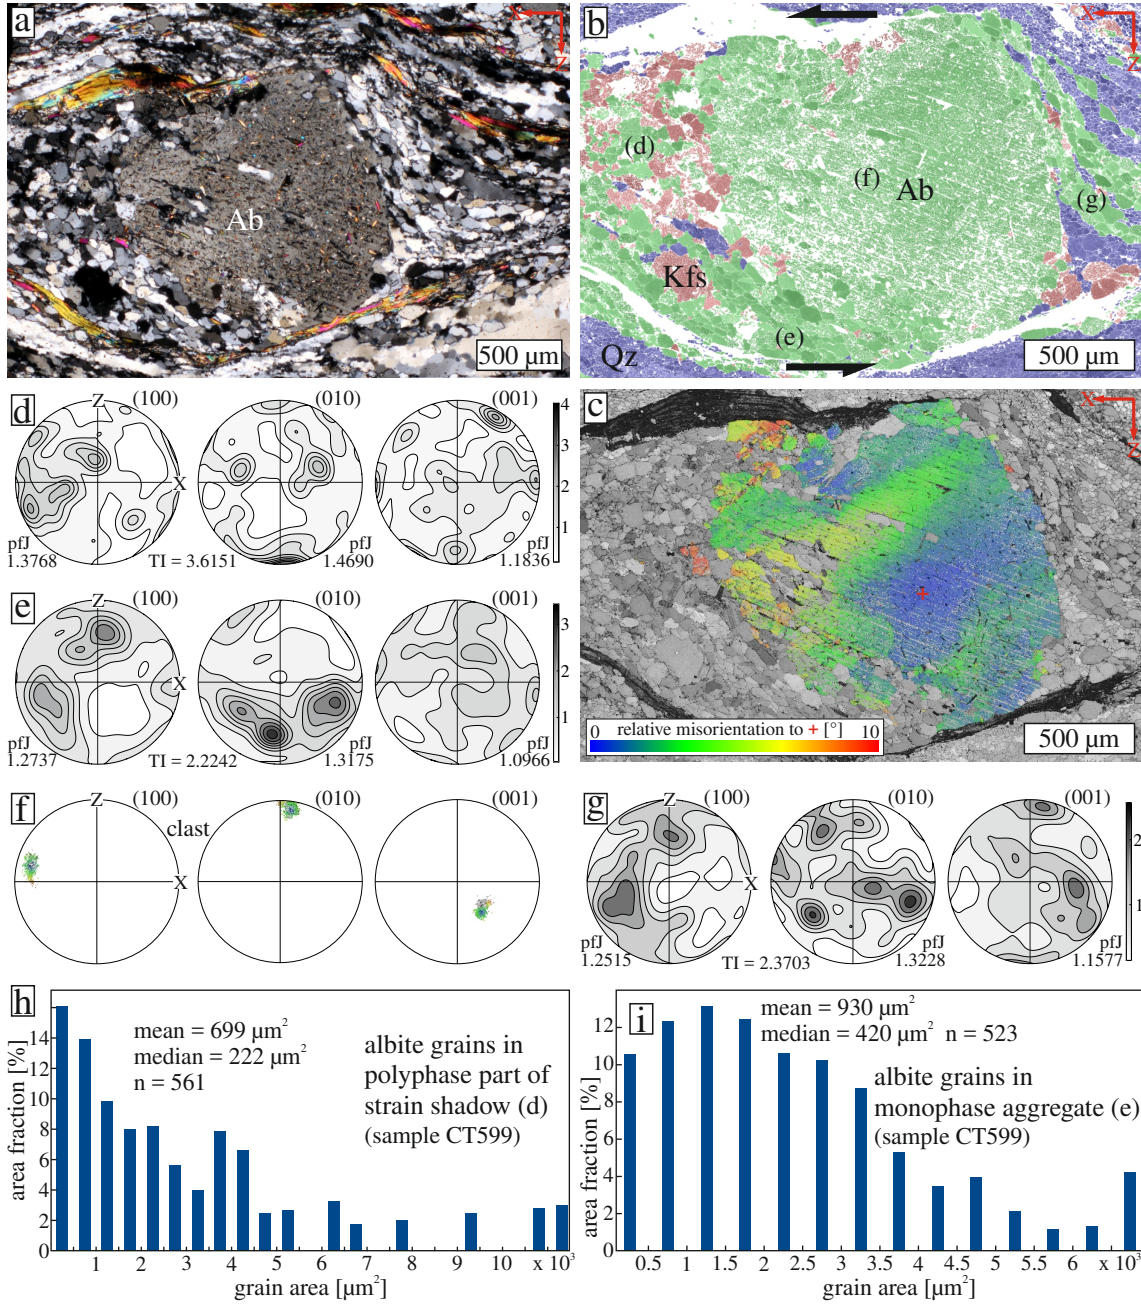 a
X
Z
Ab
500 µm
b
X
Z
(d)
(f)
Ab
(g)
Kfs
(e)
Qz
500 µm
c
X
Z
relative misorientation to + [°]
0
10
500 µm
d
Z
(100)
(010)
(001)
X
4
3
2
1
pfJ
1.3768
TI = 3.6151
pfJ
1.4690
pfJ
1.1836
e
Z
(100)
(010)
(001)
X
3
2
1
pfJ
1.2737
TI = 2.2242
pfJ
1.3175
pfJ
1.0966
f
Z
(100)
clast
(010)
(001)
X
g
Z
(100)
(010)
(001)
X
2
1
pfJ
1.2515
TI = 2.3703
pfJ
1.3228
pfJ
1.1577
h
mean = 699 µm²
median = 222 µm²
n = 561
albite grains in
polyphase part of
strain shadow (d)
(sample CT599)
area fraction [%]
14
12
10
8
6
4
2
0
1 2 3 4 5 6 7 8 9 10 x 10³
grain area [µm²]
i
mean = 930 µm²
median = 420 µm² n = 523
albite grains in
monophase aggregate (e)
(sample CT599)
area fraction [%]
12
10
8
6
4
2
0
0.5 1 1.5 2 2.5 3 3.5 4 4.5 5 5.5 6 x 10³
grain area [µm²]